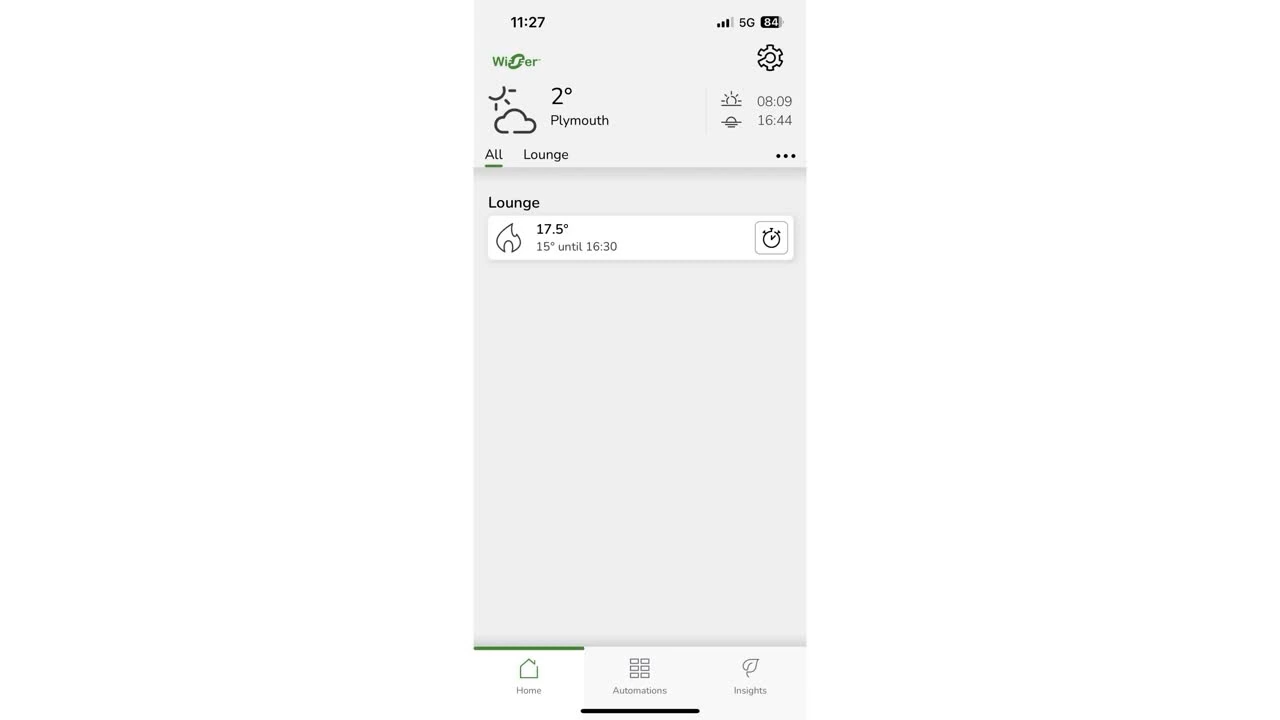 11:27
5G 84
Wiser
2°
Plymouth
08:09
16:44
All Lounge
Lounge
17.5°
15° until 16:30
Home Automations Insights